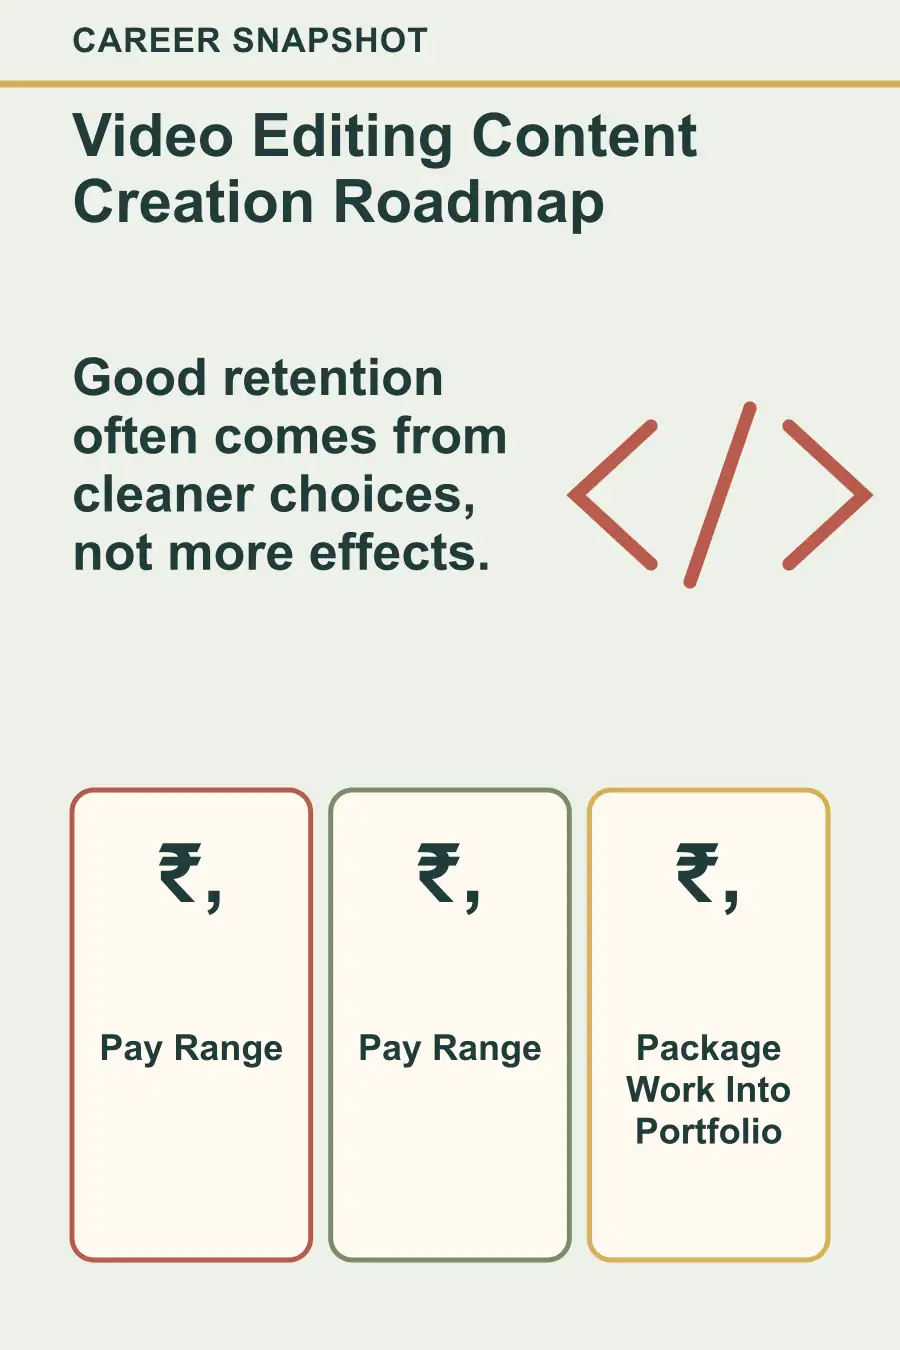 CAREER SNAPSHOT
Video Editing Content
Creation Roadmap
Good retention
often comes from
cleaner choices,
not more effects.
₹,
Pay Range
₹,
Pay Range
₹,
Package
Work Into
Portfolio